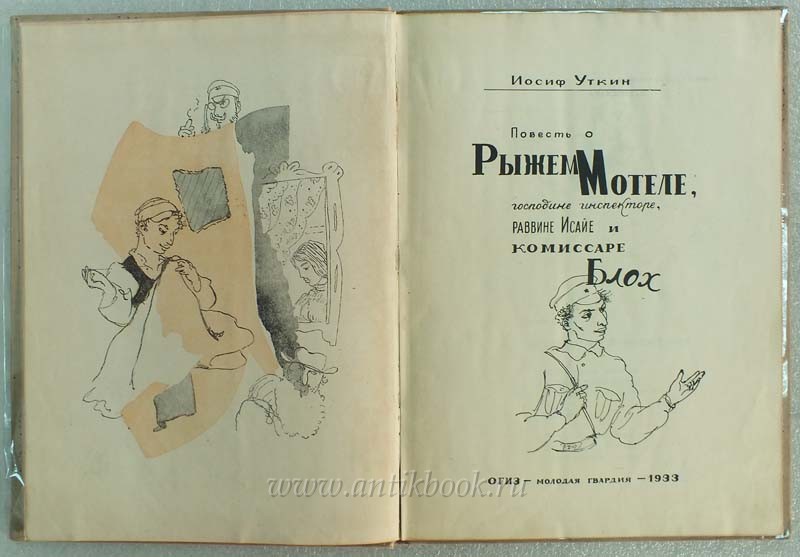 Иосиф Уткин
Повесть о
Рыжем
Мотеле,
господине инспекторе,
раввине Исайе и
комиссаре
Блох
ОГИЗ – МОЛОДАЯ ГВАРДИЯ – 1933
www.antikbook.ru